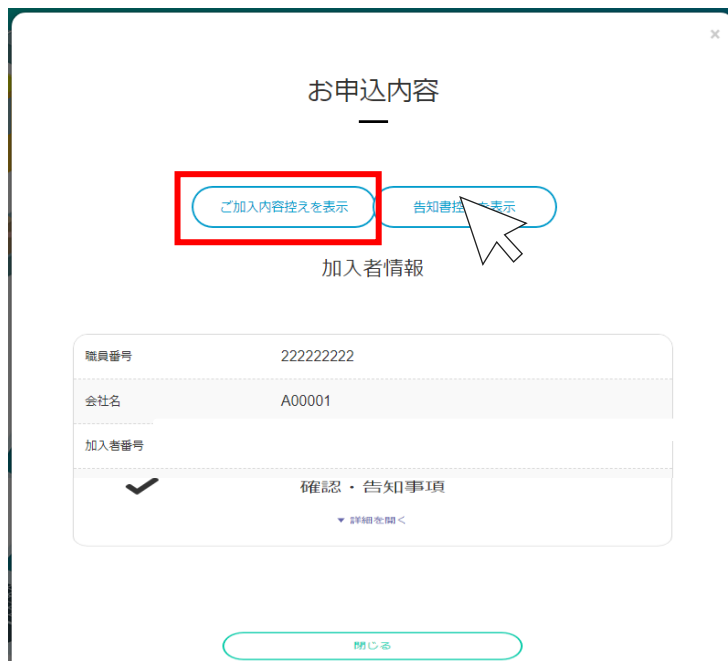 ×
お申込内容
ご加入内容控えを表示 告知書控えを表示
加入者情報
職員番号 222222222
会社名 A00001
加入者番号
確認・告知事項
▼ 詳細を開く
閉じる